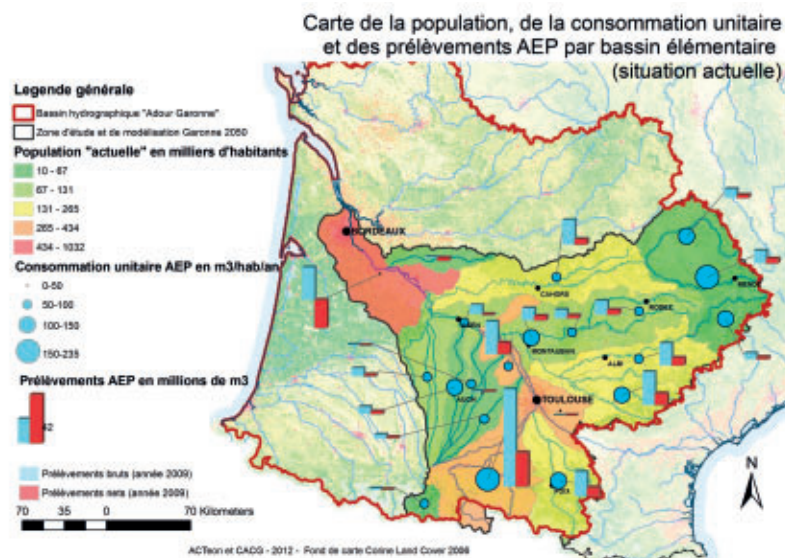 Carte de la population, de la consommation unitaire
et des prélèvements AEP par bassin élémentaire
(situation actuelle)
Legende générale
Bassin hydrographique "Adour Garonne"
Zone d'étude et de modélisation Garonne 2050
Population "actuelle" en milliers d'habitants
10 - 67
67 - 131
131 - 265
265 - 434
434 - 1032
Consommation unitaire AEP en m3/hab/an
0-50
50-100
100-150
150-235
Prélèvements AEP en millions de m3
42
Prélèvements bruts (année 2009)
Prélèvements nets (année 2009)
70 35 0 70 Kilometers
BORDEAUX
CAHORS
RODEZ
MENDE
AGEN
MONTAUBAN
ALBI
AUCH
TOULOUSE
FOIX
N
ACTeon et CACG - 2012 - Fond de carte Corine Land Cover 2006